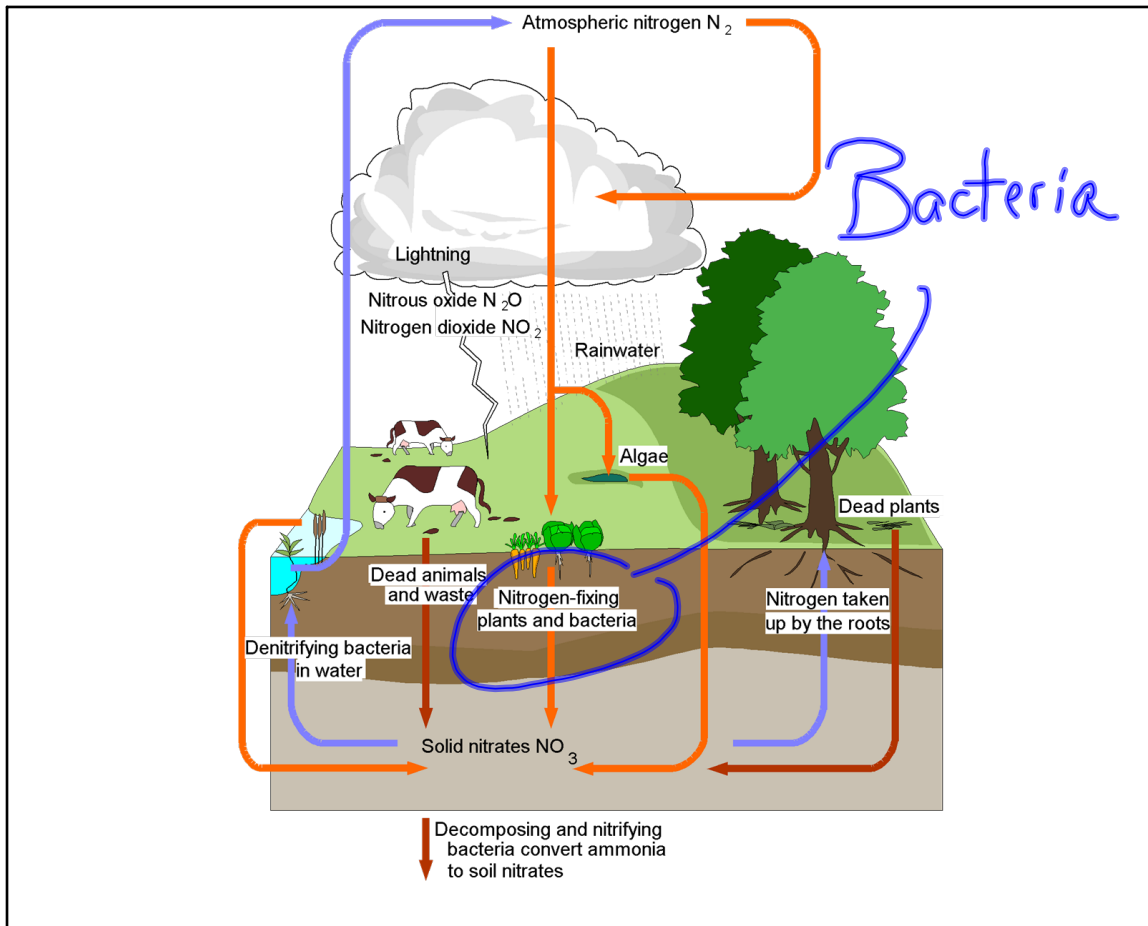 Atmospheric nitrogen N2
Bacteria
Lightning
Nitrous oxide N2O
Nitrogen dioxide NO2
Rainwater
Algae
Dead plants
Dead animals
and waste
Nitrogen-fixing
plants and bacteria
Nitrogen taken
up by the roots
Denitrifying bacteria
in water
Solid nitrates NO3
Decomposing and nitrifying
bacteria convert ammonia
to soil nitrates